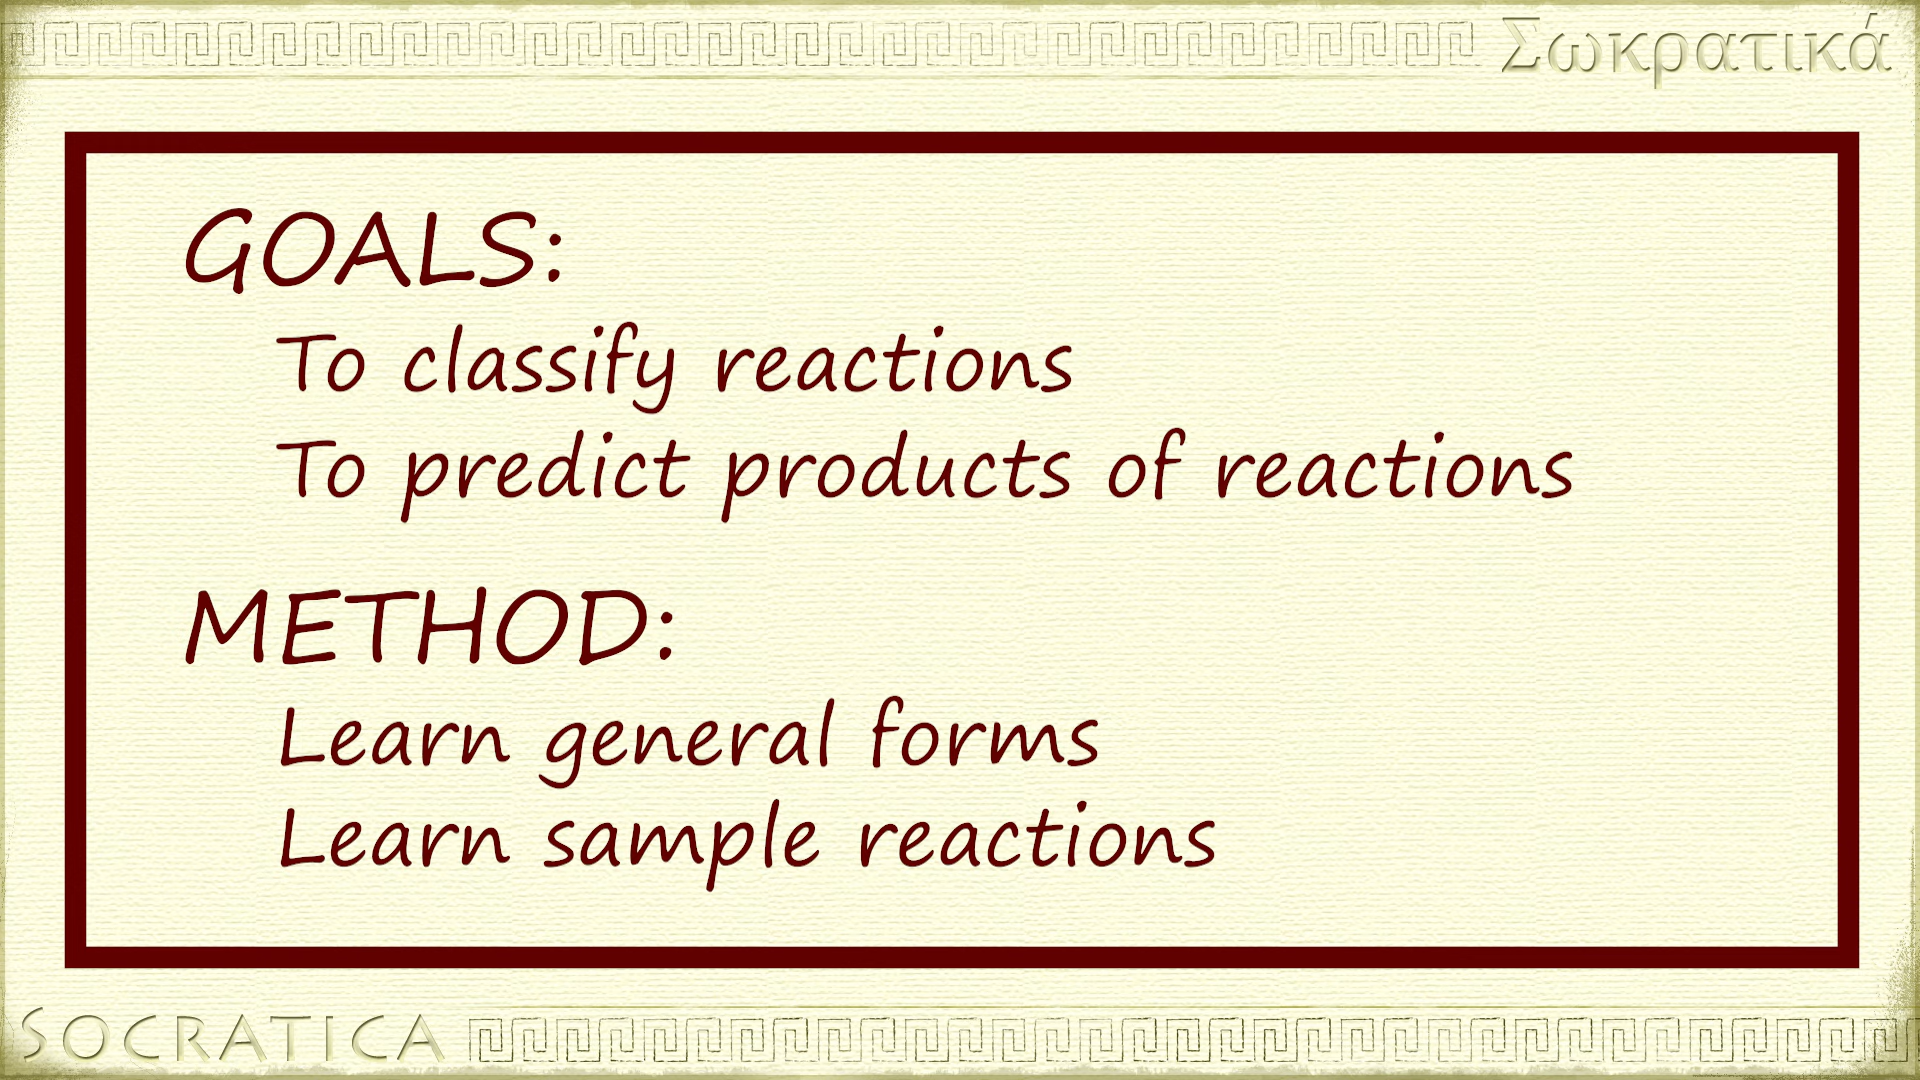 Σωκρατικά
GOALS:
To classify reactions
To predict products of reactions
METHOD:
Learn general forms
Learn sample reactions
SOCRATICA